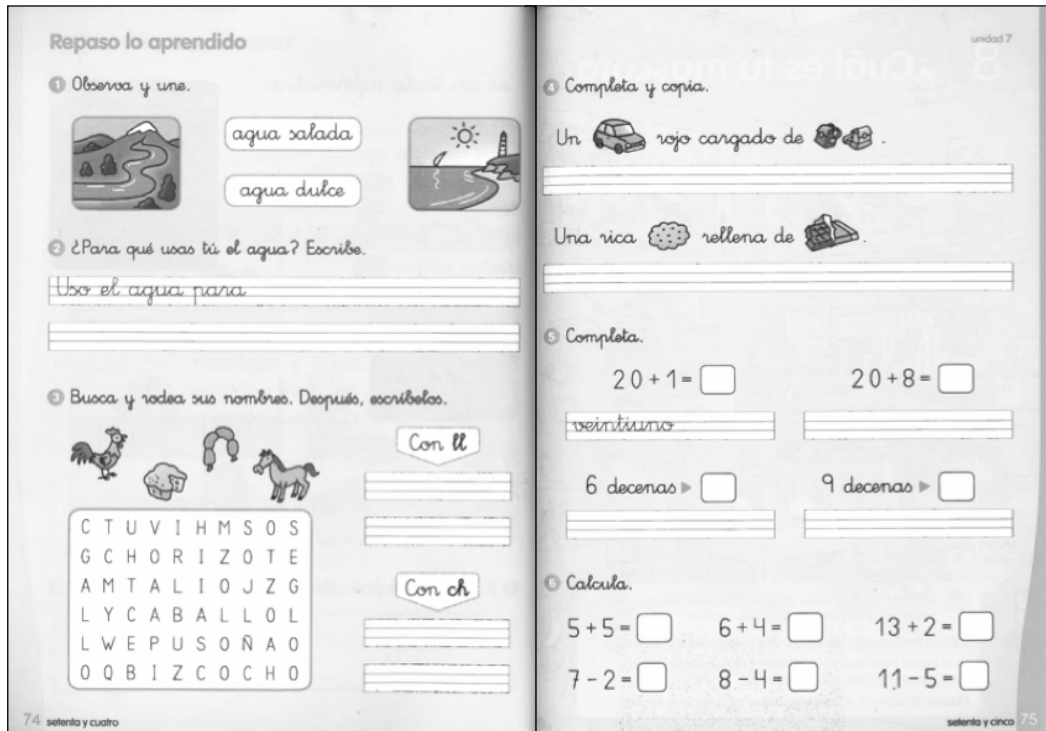 Repaso lo aprendido
1 Observa y une.
agua salada
agua dulce
2 ¿Para qué usas tú el agua? Escribe.
Uso el agua para
3 Busca y rodea sus nombres. Después, escríbelos.
Con ll
C T U V I H M S O S
G C H O R I Z O T E
A M T A L I O J Z G
L Y C A B A L L O L
L W E P U S O Ñ A O
O Q B I Z C O C H O
Con ch
74 setenta y cuatro
unidad 7
4 Completa y copia.
Un rojo cargado de .
Una rica rellena de .
5 Completa.
20 + 1 = 20 + 8 =
veintiuno
6 decenas ▶ 9 decenas ▶
6 Calcula.
5 + 5 = 6 + 4 = 13 + 2 =
7 - 2 = 8 - 4 = 11 - 5 =
setenta y cinco 75